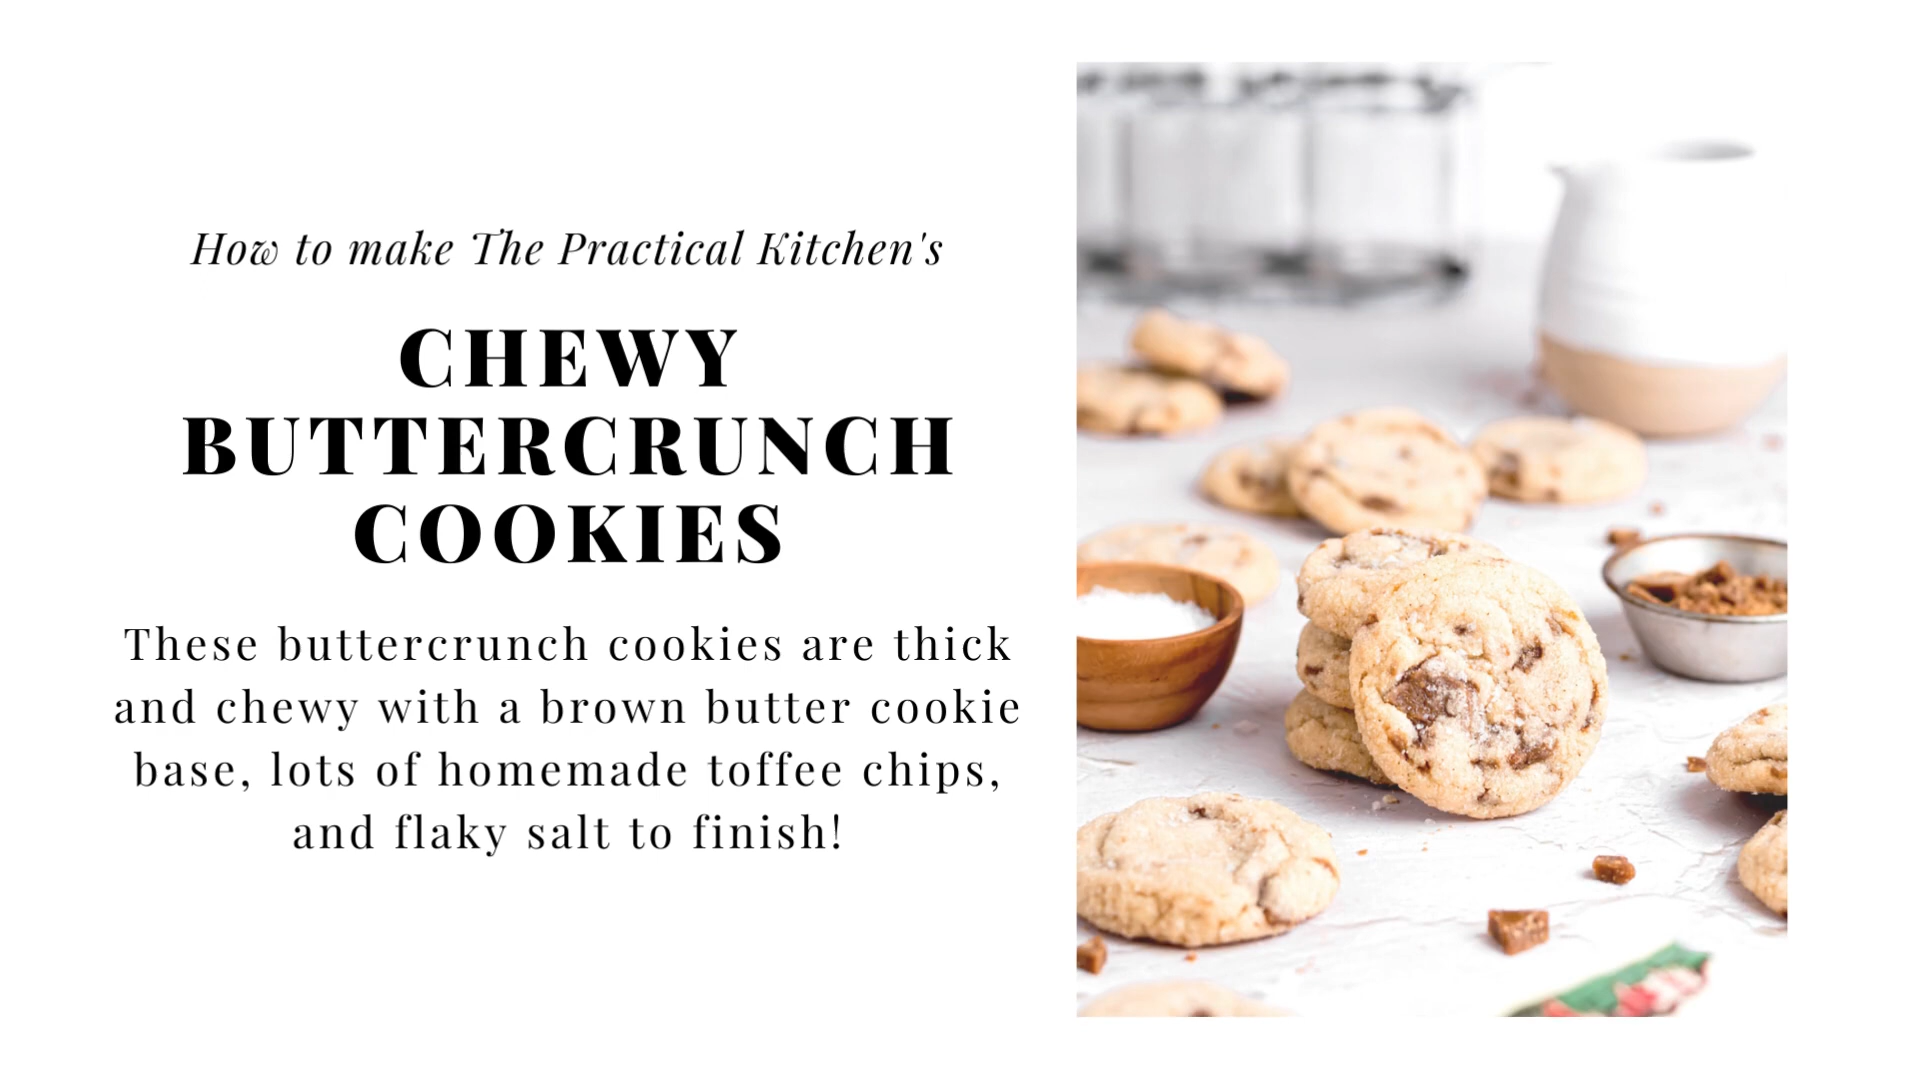 How to make The Practical Kitchen's
CHEWY
BUTTERCRUNCH
COOKIES
These buttercrunch cookies are thick
and chewy with a brown butter cookie
base, lots of homemade toffee chips,
and flaky salt to finish!